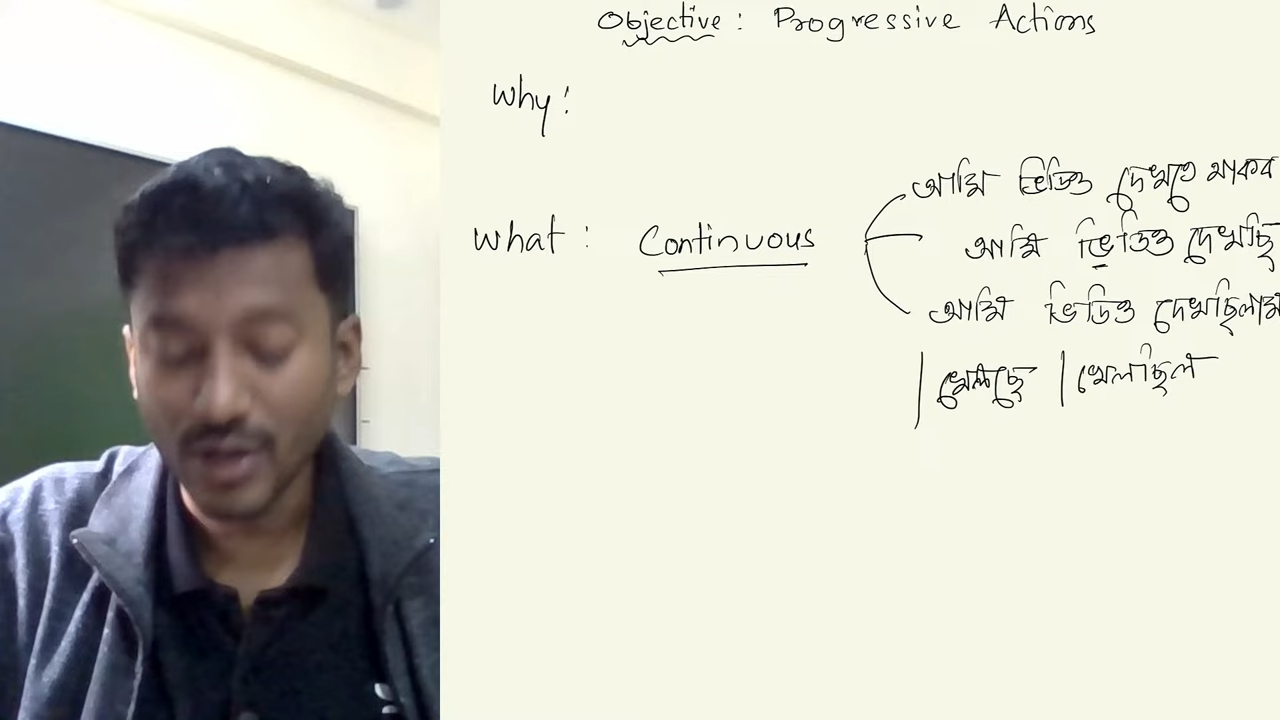 Objective : Progressive Actions
Why :
আমি ভিডিও দেখতে থাকব
What : Continuous
আমি ভিডিও দেখছি
আমি ভিডিও দেখছিলাম
| খেলছে | খেলছিল